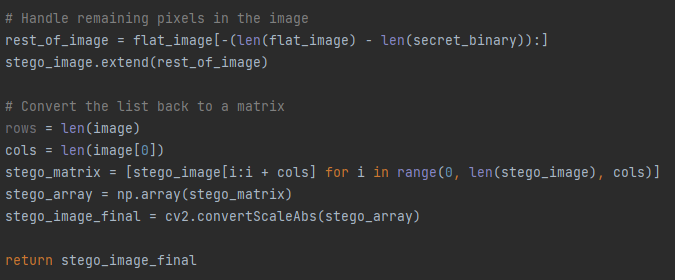 # Handle remaining pixels in the image
rest_of_image = flat_image[-(len(flat_image) - len(secret_binary)):]
stego_image.extend(rest_of_image)
# Convert the list back to a matrix
rows = len(image)
cols = len(image[0])
stego_matrix = [stego_image[i:i + cols] for i in range(0, len(stego_image), cols)]
stego_array = np.array(stego_matrix)
stego_image_final = cv2.convertScaleAbs(stego_array)
return stego_image_final